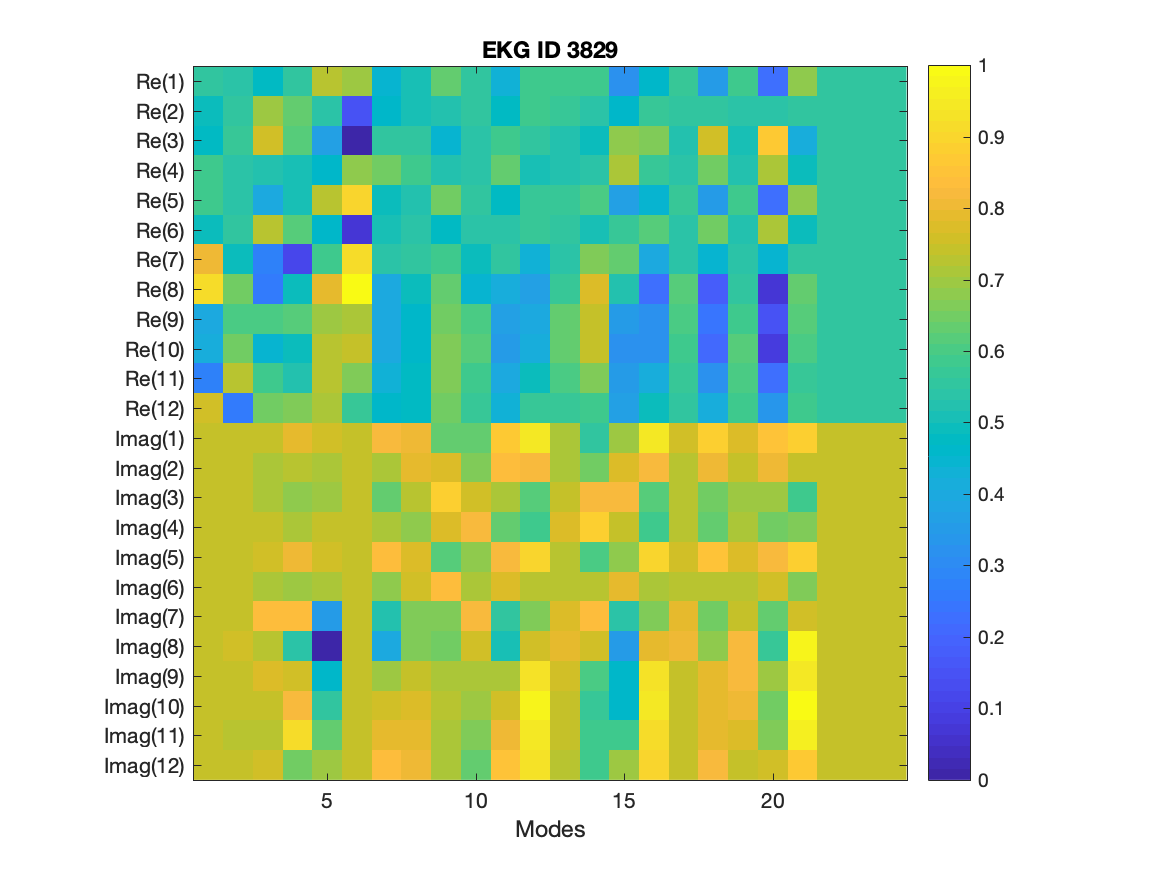 EKG ID 3829
Re(1)
Re(2)
Re(3)
Re(4)
Re(5)
Re(6)
Re(7)
Re(8)
Re(9)
Re(10)
Re(11)
Re(12)
Imag(1)
Imag(2)
Imag(3)
Imag(4)
Imag(5)
Imag(6)
Imag(7)
Imag(8)
Imag(9)
Imag(10)
Imag(11)
Imag(12)
5 10 15 20
Modes
1
0.9
0.8
0.7
0.6
0.5
0.4
0.3
0.2
0.1
0